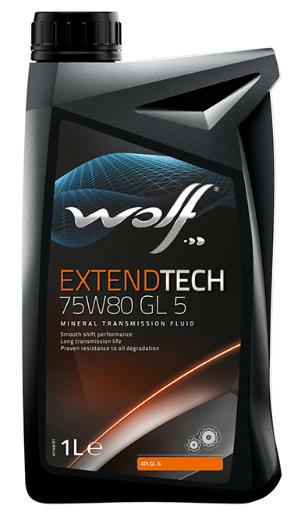 wolf
EXTENDTECH
75W80 GL 5
MINERAL TRANSMISSION FLUID
Smooth shift performance
Long transmission life
Proven resistance to oil degradation
1L℮
API GL-5